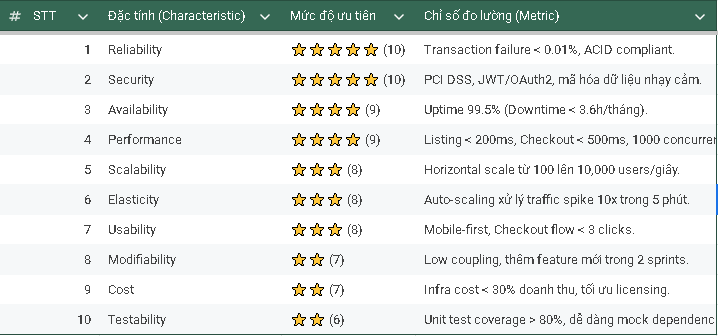 # STT Đặc tính (Characteristic) Mức độ ưu tiên Chỉ số đo lường (Metric)
1 Reliability (10) Transaction failure < 0.01%, ACID compliant.
2 Security (10) PCI DSS, JWT/OAuth2, mã hóa dữ liệu nhạy cảm.
3 Availability (9) Uptime 99.5% (Downtime < 3.6h/tháng).
4 Performance (9) Listing < 200ms, Checkout < 500ms, 1000 concurren
5 Scalability (8) Horizontal scale từ 100 lên 10,000 users/giây.
6 Elasticity (8) Auto-scaling xử lý traffic spike 10x trong 5 phút.
7 Usability (8) Mobile-first, Checkout flow < 3 clicks.
8 Modifiability (7) Low coupling, thêm feature mới trong 2 sprints.
9 Cost (7) Infra cost < 30% doanh thu, tối ưu licensing.
10 Testability (6) Unit test coverage > 80%, dễ dàng mock dependenc